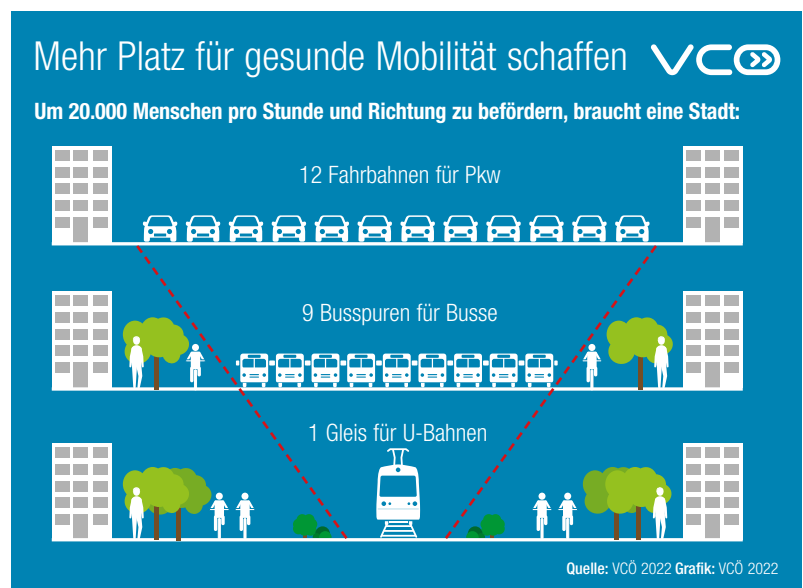 Mehr Platz für gesunde Mobilität schaffen VCÖ
Um 20.000 Menschen pro Stunde und Richtung zu befördern, braucht eine Stadt:
12 Fahrbahnen für Pkw
9 Busspuren für Busse
1 Gleis für U-Bahnen
Quelle: VCÖ 2022 Grafik: VCÖ 2022